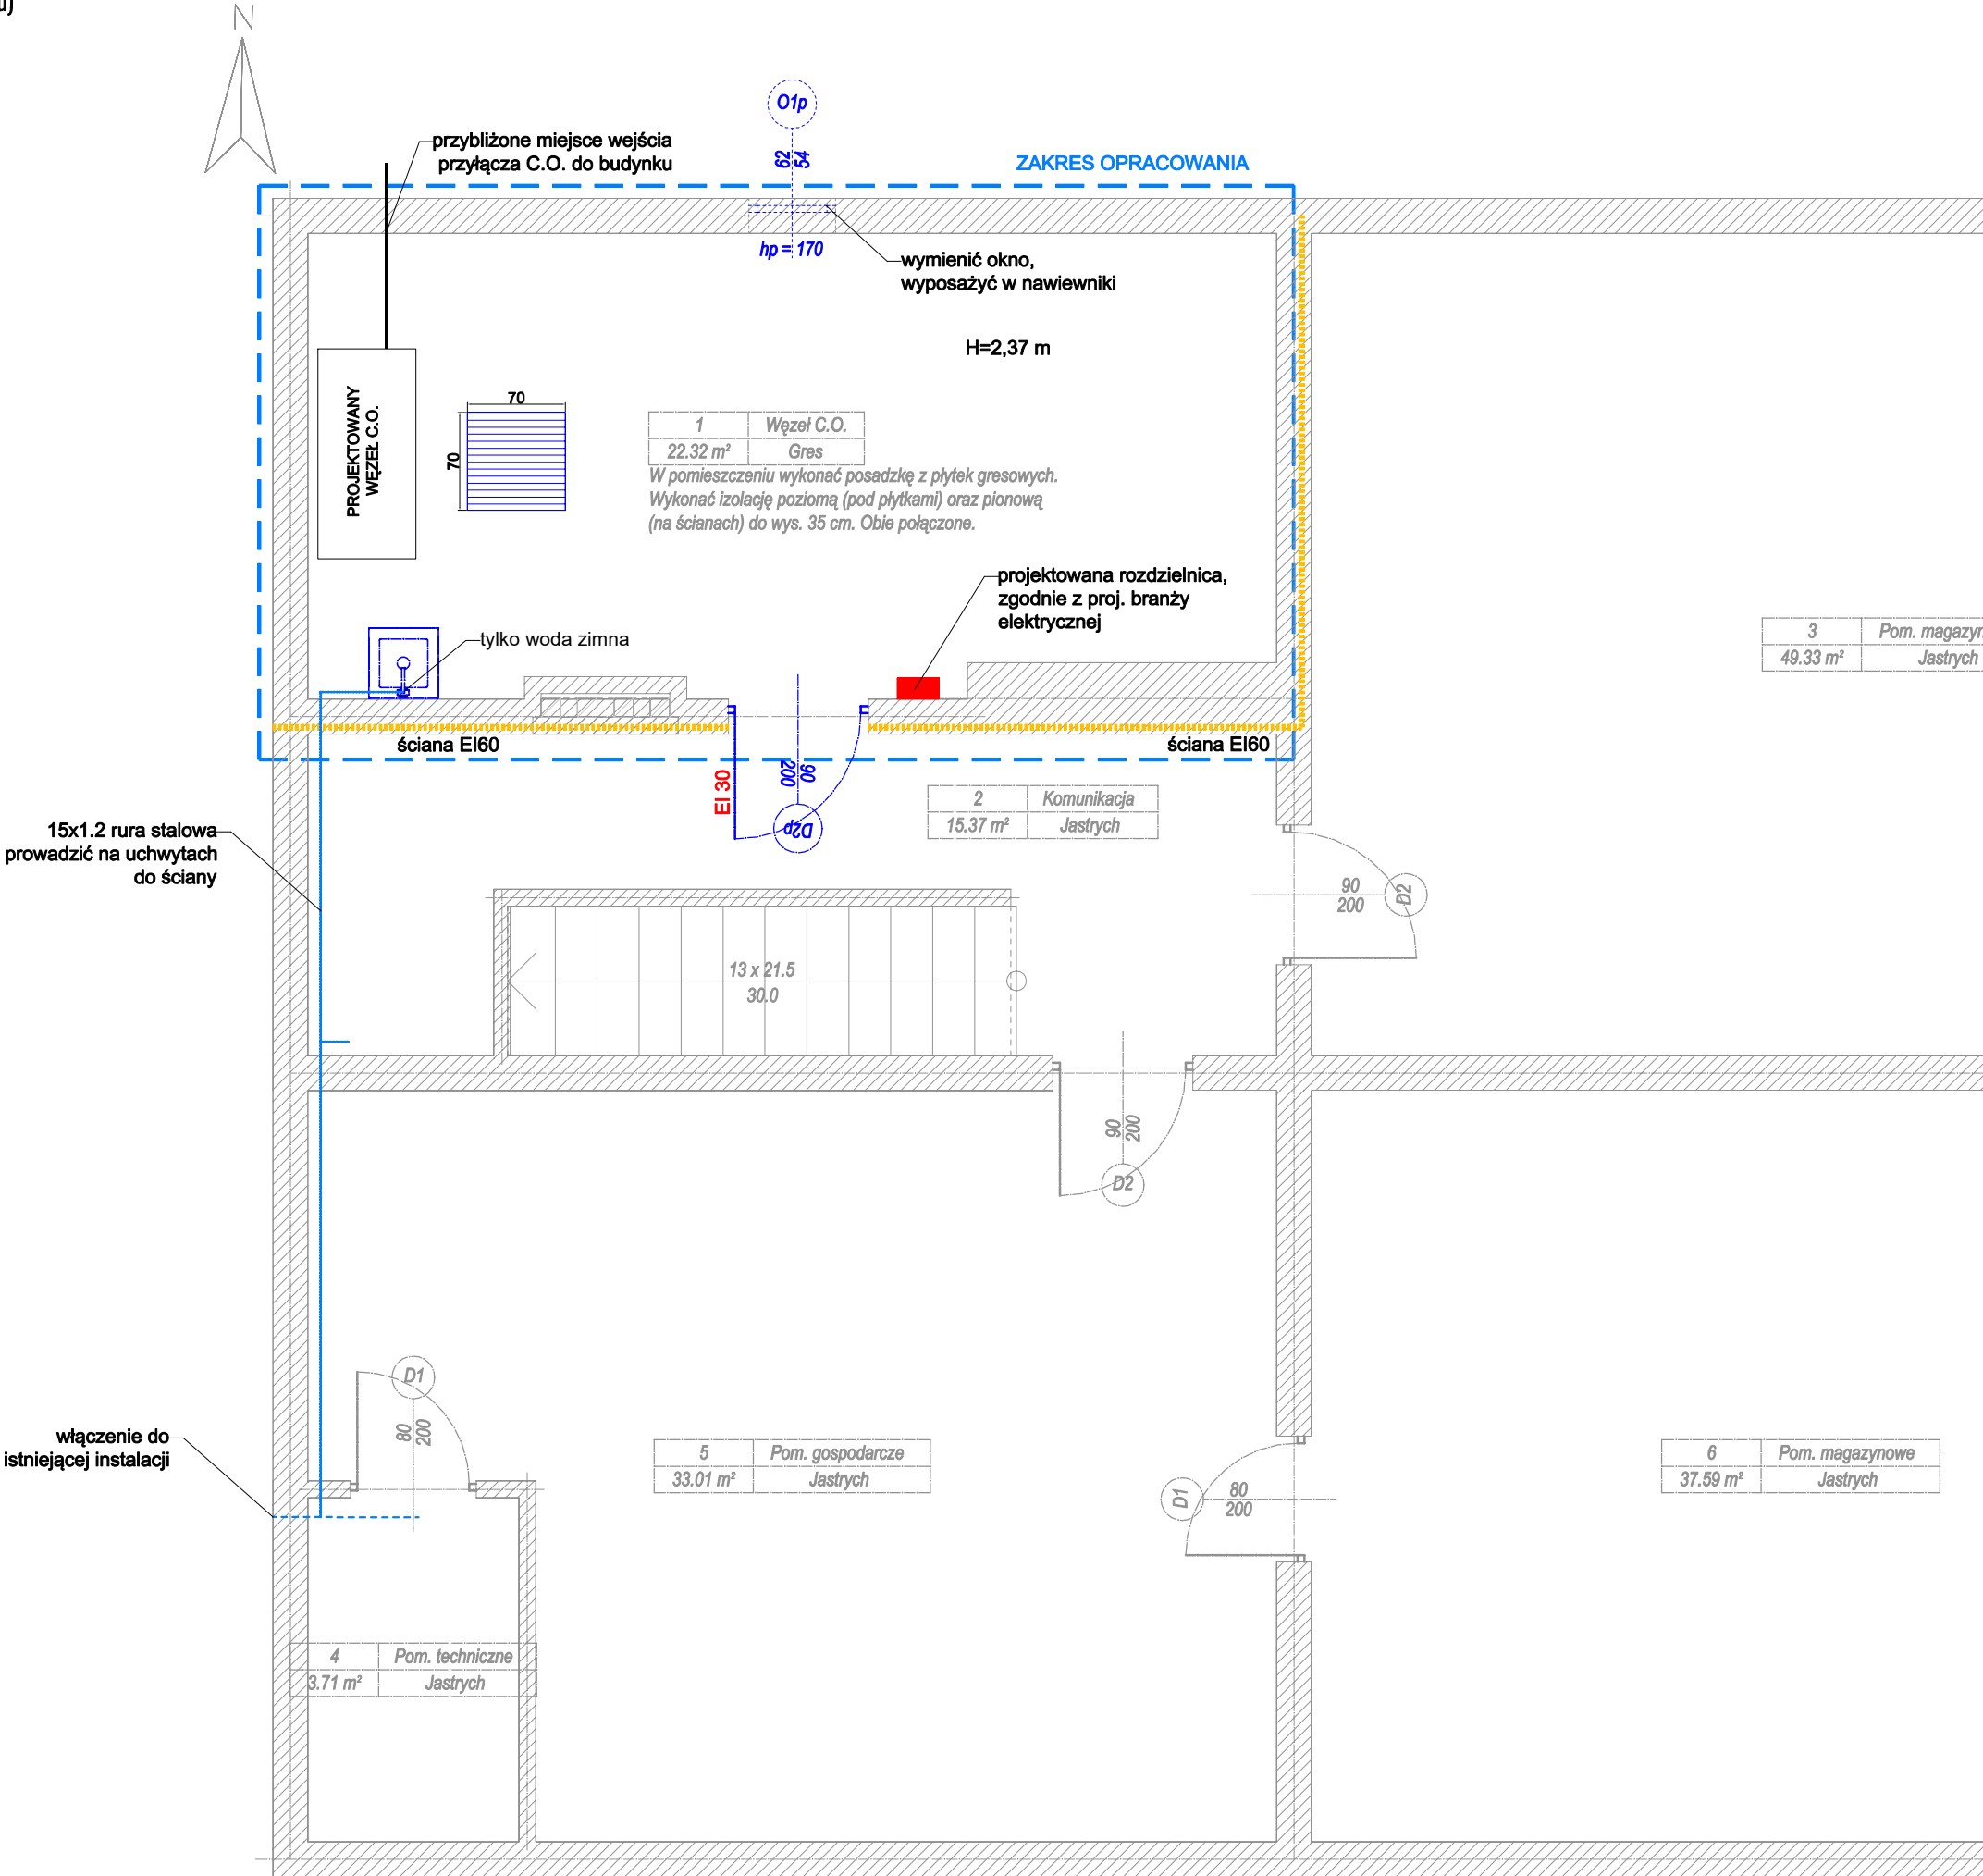 N
przybliżone miejsce wejścia
przyłącza C.O. do budynku
O1p
62
54
hp = 170
ZAKRES OPRACOWANIA
wymienić okno,
wyposażyć w nawiewniki
H=2,37 m
PROJEKTOWANY
WĘZEŁ C.O.
70
70
1 Węzeł C.O.
22.32 m² Gres
W pomieszczeniu wykonać posadzkę z płytek gresowych.
Wykonać izolację poziomą (pod płytkami) oraz pionową
(na ścianach) do wys. 35 cm. Obie połączone.
projektowana rozdzielnica,
zgodnie z proj. branży
elektrycznej
tylko woda zimna
3 Pom. magazyn
49.33 m² Jastrych
ściana EI60
ściana EI60
EI 30
90
200
D2p
2 Komunikacja
15.37 m² Jastrych
15x1.2 rura stalowa
prowadzić na uchwytach
do ściany
90
200
D2
13 x 21.5
30.0
90
200
D2
D1
80
200
włączenie do
istniejącej instalacji
5 Pom. gospodarcze
33.01 m² Jastrych
D1
80
200
6 Pom. magazynowe
37.59 m² Jastrych
4 Pom. techniczne
3.71 m² Jastrych